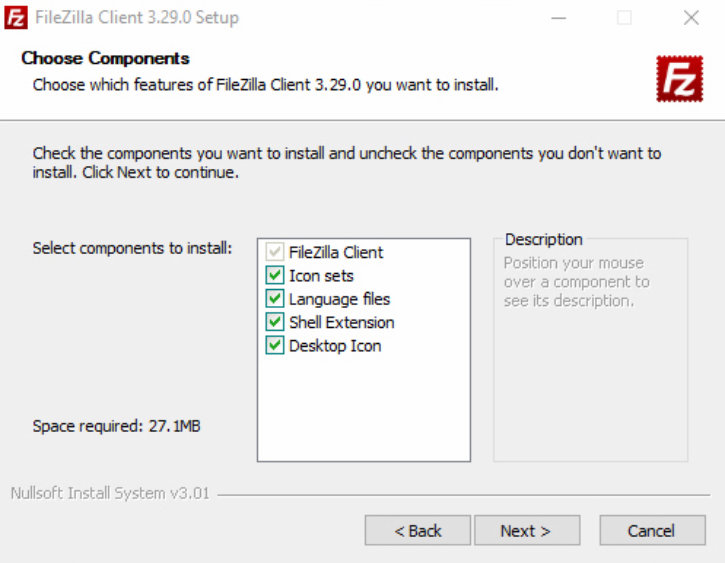 FileZilla Client 3.29.0 Setup
Choose Components
Choose which features of FileZilla Client 3.29.0 you want to install.
Fz
Check the components you want to install and uncheck the components you don't want to
install. Click Next to continue.
Select components to install:
FileZilla Client
Icon sets
Language files
Shell Extension
Desktop Icon
Description
Position your mouse
over a component to
see its description.
Space required: 27.1MB
Nullsoft Install System v3.01
< Back
Next >
Cancel